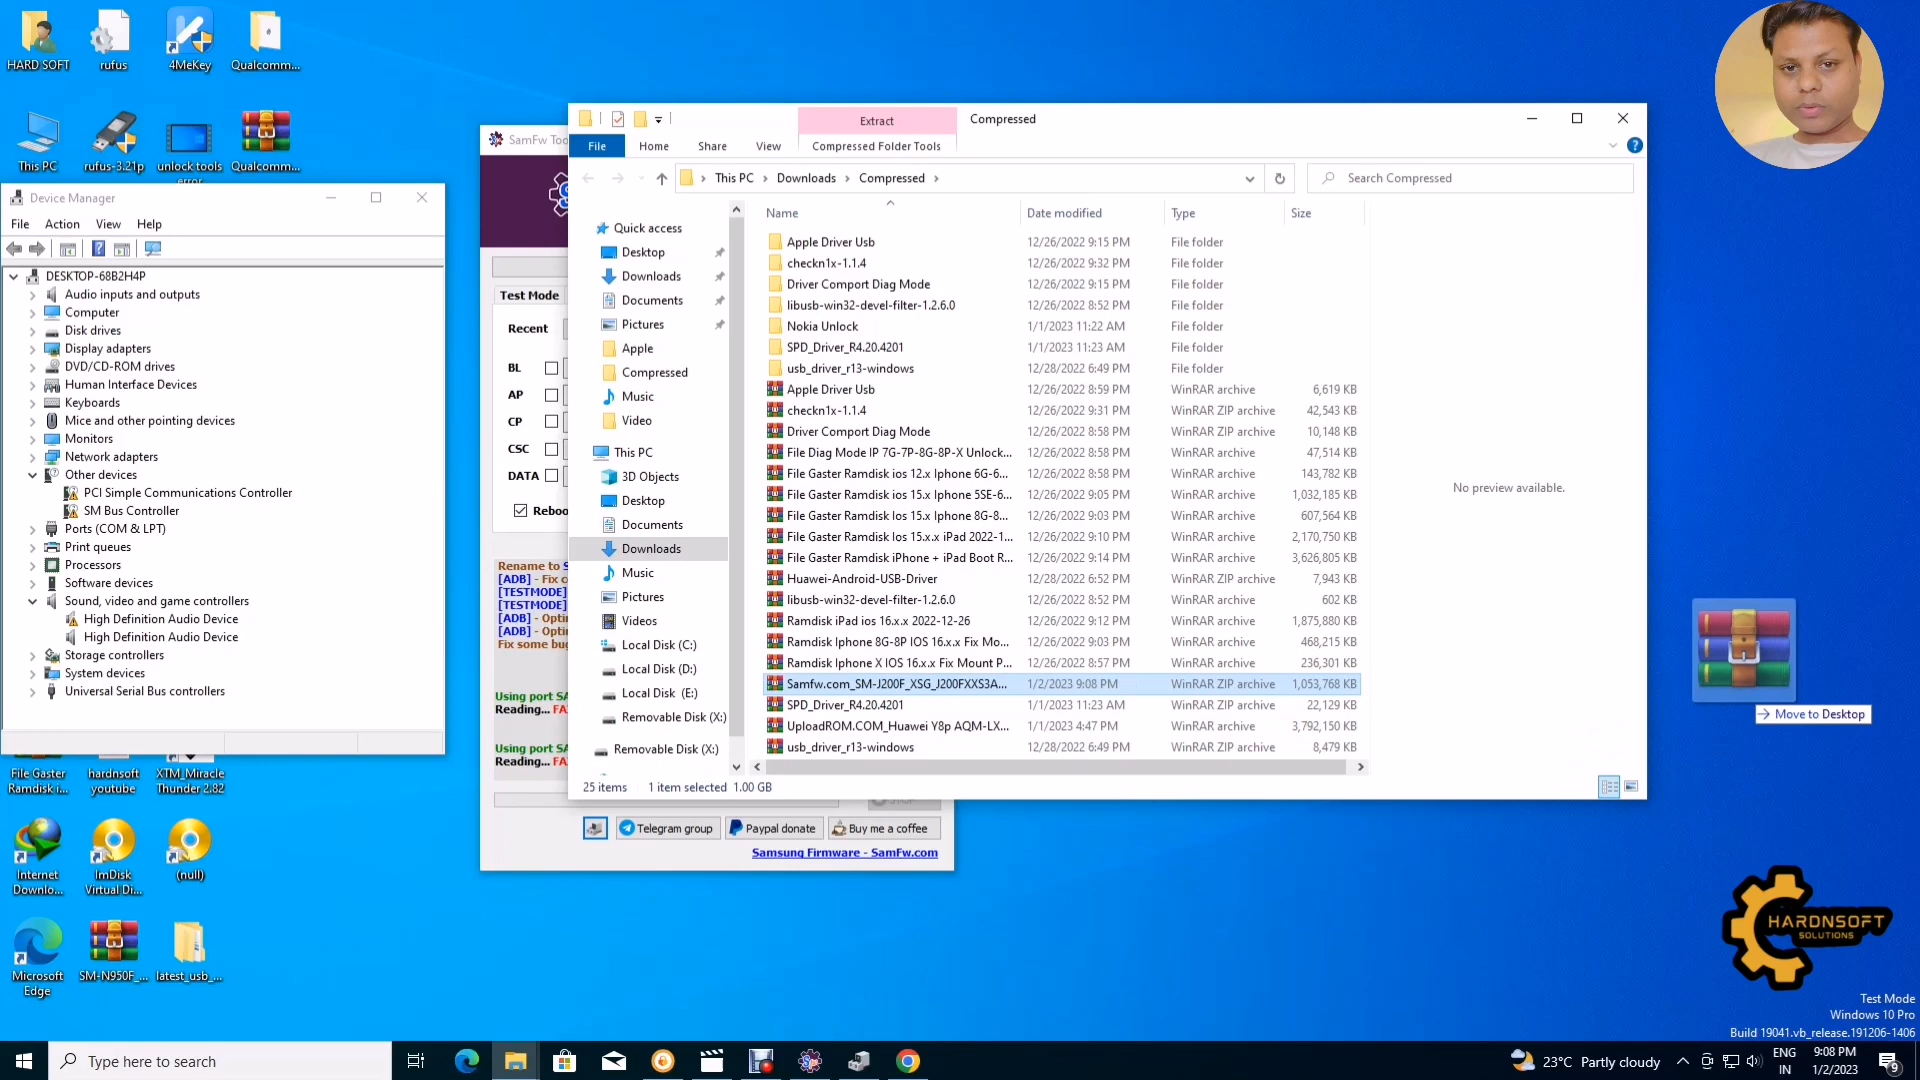 HARD SOFT
rufus
4MeKey
Qualcomm...
This PC
rufus-3.21p
unlock tools
error
Qualcomm...
Device Manager
File Action View Help
DESKTOP-68B2H4P
Audio inputs and outputs
Computer
Disk drives
Display adapters
DVD/CD-ROM drives
Human Interface Devices
Keyboards
Mice and other pointing devices
Monitors
Network adapters
Other devices
PCI Simple Communications Controller
SM Bus Controller
Ports (COM & LPT)
Print queues
Processors
Software devices
Sound, video and game controllers
High Definition Audio Device
High Definition Audio Device
Storage controllers
System devices
Universal Serial Bus controllers
File Gaster
Ramdisk i...
hardnsoft
youtube
XTM_Miracle
Thunder 2.82
Internet
Downlo...
ImDisk
Virtual Di...
(null)
Microsoft
Edge
SM-N950F_...
latest_usb_...
SamFw Too
Test Mode
Recent
BL
AP
CP
CSC
DATA
Reboo
Rename to S
[ADB] - Fix c
[TESTMODE]
[TESTMODE]
[ADB] - Optin
[ADB] - Optin
Fix some bug
Using port SA
Reading... FA
Using port SA
Reading... FA
STOP
Telegram group
Paypal donate
Buy me a coffee
Samsung Firmware - SamFw.com
Extract
Compressed
File Home Share View Compressed Folder Tools
This PC › Downloads › Compressed ›
Search Compressed
Quick access
Desktop
Downloads
Documents
Pictures
Apple
Compressed
Music
Video
This PC
3D Objects
Desktop
Documents
Downloads
Music
Pictures
Videos
Local Disk (C:)
Local Disk (D:)
Local Disk (E:)
Removable Disk (X:)
Removable Disk (X:)
Name Date modified Type Size
Apple Driver Usb 12/26/2022 9:15 PM File folder
checkn1x-1.1.4 12/26/2022 9:32 PM File folder
Driver Comport Diag Mode 12/26/2022 9:15 PM File folder
libusb-win32-devel-filter-1.2.6.0 12/26/2022 8:52 PM File folder
Nokia Unlock 1/1/2023 11:22 AM File folder
SPD_Driver_R4.20.4201 1/1/2023 11:23 AM File folder
usb_driver_r13-windows 12/28/2022 6:49 PM File folder
Apple Driver Usb 12/26/2022 8:59 PM WinRAR archive 6,619 KB
checkn1x-1.1.4 12/26/2022 9:31 PM WinRAR ZIP archive 42,543 KB
Driver Comport Diag Mode 12/26/2022 8:58 PM WinRAR ZIP archive 10,148 KB
File Diag Mode IP 7G-7P-8G-8P-X Unlock... 12/26/2022 8:58 PM WinRAR archive 47,514 KB
File Gaster Ramdisk ios 12.x Iphone 6G-6... 12/26/2022 8:58 PM WinRAR archive 143,782 KB
File Gaster Ramdisk ios 15.x Iphone 5SE-6... 12/26/2022 9:05 PM WinRAR archive 1,032,185 KB
File Gaster Ramdisk Ios 15.x Iphone 8G-8... 12/26/2022 9:03 PM WinRAR archive 607,564 KB
File Gaster Ramdisk Ios 15.x.x iPad 2022-1... 12/26/2022 9:10 PM WinRAR archive 2,170,750 KB
File Gaster Ramdisk iPhone + iPad Boot R... 12/26/2022 9:14 PM WinRAR archive 3,626,805 KB
Huawei-Android-USB-Driver 12/28/2022 6:52 PM WinRAR ZIP archive 7,943 KB
libusb-win32-devel-filter-1.2.6.0 12/26/2022 8:52 PM WinRAR ZIP archive 602 KB
Ramdisk iPad ios 16.x.x 2022-12-26 12/26/2022 9:12 PM WinRAR archive 1,875,880 KB
Ramdisk Iphone 8G-8P IOS 16.x.x Fix Mo... 12/26/2022 9:03 PM WinRAR archive 468,215 KB
Ramdisk Iphone X IOS 16.x.x Fix Mount P... 12/26/2022 8:57 PM WinRAR archive 236,301 KB
Samfw.com_SM-J200F_XSG_J200FXXS3A... 1/2/2023 9:08 PM WinRAR ZIP archive 1,053,768 KB
SPD_Driver_R4.20.4201 1/1/2023 11:23 AM WinRAR ZIP archive 22,129 KB
UploadROM.COM_Huawei Y8p AQM-LX... 1/1/2023 4:47 PM WinRAR ZIP archive 3,792,150 KB
usb_driver_r13-windows 12/28/2022 6:49 PM WinRAR ZIP archive 8,479 KB
No preview available.
25 items 1 item selected 1.00 GB
Move to Desktop
HARDNSOFT
SOLUTIONS
Test Mode
Windows 10 Pro
Build 19041.vb_release.191206-1406
Type here to search
23°C Partly cloudy
ENG
IN
9:08 PM
1/2/2023
9